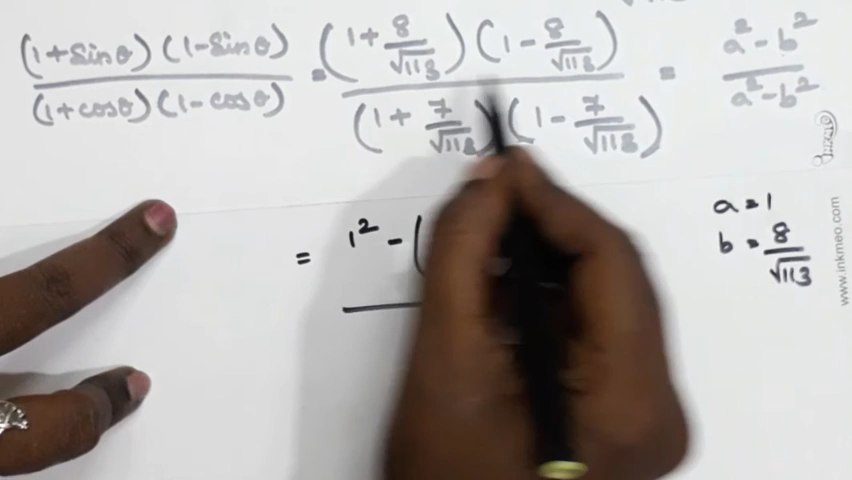 (1+sinθ)(1-sinθ)/(1+cosθ)(1-cosθ) = (1+8/√113)(1-8/√113)/(1+7/√113)(1-7/√113) = a²-b²/a²-b²
= 1² - (
a = 1
b = 8/√113
www.inkmeo.com